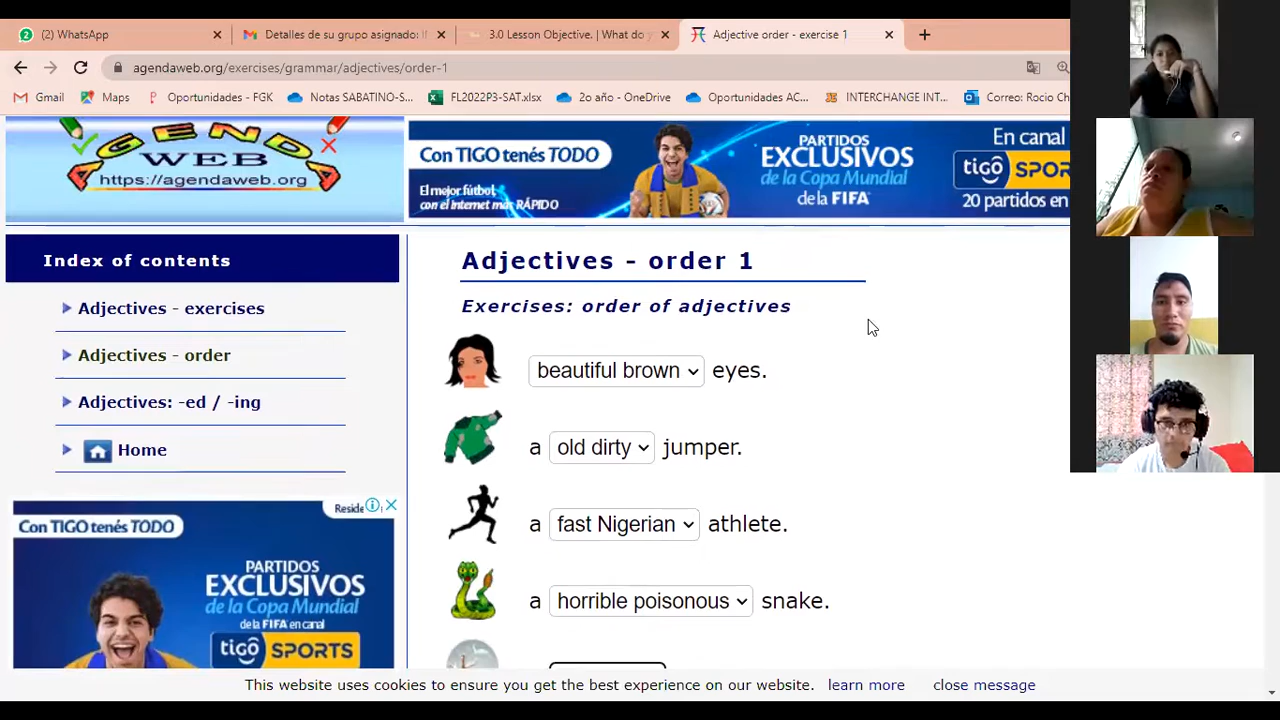 (2) WhatsApp
Detalles de su grupo asignado: I
3.0 Lesson Objective. | What do y
Adjective order - exercise 1
agendaweb.org/exercises/grammar/adjectives/order-1
Gmail
Maps
Oportunidades - FGK
Notas SABATINO-S...
FL2022P3-SAT.xlsx
2o año - OneDrive
Oportunidades AC...
INTERCHANGE INT...
Correo: Rocio Ch
AGENDA
WEB
https://agendaweb.org
Con TIGO tenés TODO
El mejor fútbol,
con el internet más RÁPIDO
PARTIDOS
EXCLUSIVOS
de la Copa Mundial
de la FIFA
En canal
tigo SPOR
20 partidos en
Index of contents
Adjectives - exercises
Adjectives - order
Adjectives: -ed / -ing
Home
Adjectives - order 1
Exercises: order of adjectives
beautiful brown eyes.
a old dirty jumper.
a fast Nigerian athlete.
a horrible poisonous snake.
Con TIGO tenés TODO
PARTIDOS
EXCLUSIVOS
de la Copa Mundial
de la FIFA en canal
tigo SPORTS
This website uses cookies to ensure you get the best experience on our website. learn more close message